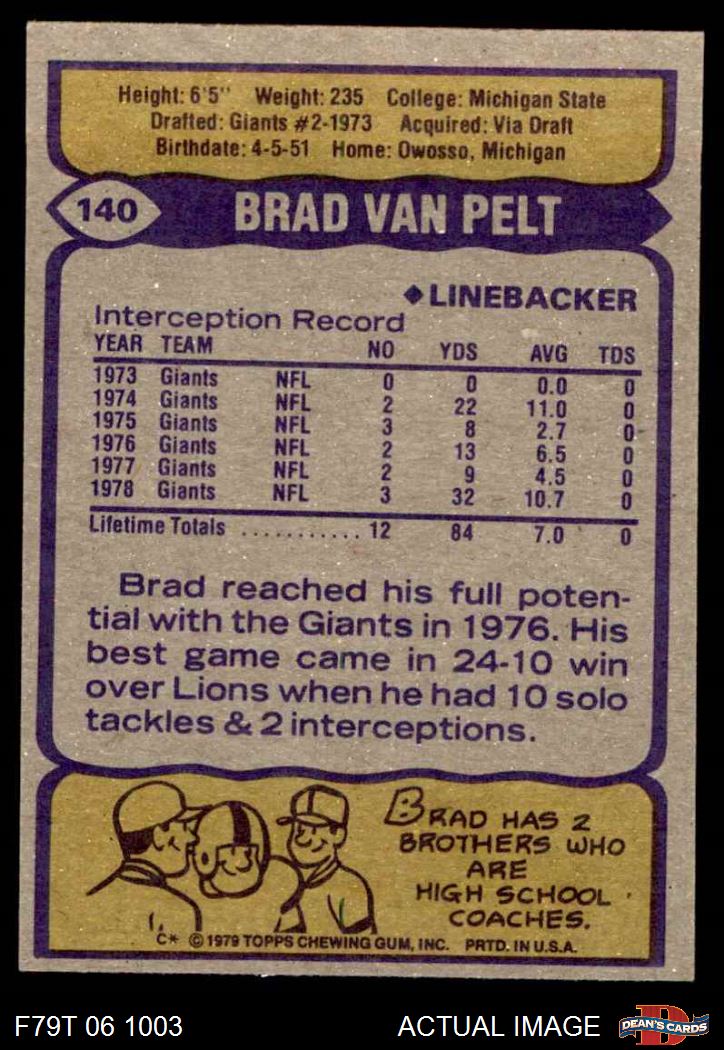 Height: 6'5" Weight: 235 College: Michigan State
Drafted: Giants #2-1973 Acquired: Via Draft
Birthdate: 4-5-51 Home: Owosso, Michigan
140 BRAD VAN PELT
◆LINEBACKER
Interception Record
YEAR TEAM NO YDS AVG TDS
1973 Giants NFL 0 0 0.0 0
1974 Giants NFL 2 22 11.0 0
1975 Giants NFL 3 8 2.7 0
1976 Giants NFL 2 13 6.5 0
1977 Giants NFL 2 9 4.5 0
1978 Giants NFL 3 32 10.7 0
Lifetime Totals ........... 12 84 7.0 0
Brad reached his full poten-
tial with the Giants in 1976. His
best game came in 24-10 win
over Lions when he had 10 solo
tackles & 2 interceptions.
BRAD HAS 2
BROTHERS WHO
ARE
HIGH SCHOOL
COACHES.
C* © 1979 TOPPS CHEWING GUM, INC. PRTD. IN U.S.A.
F79T 06 1003 ACTUAL IMAGE D DEAN'S CARDS